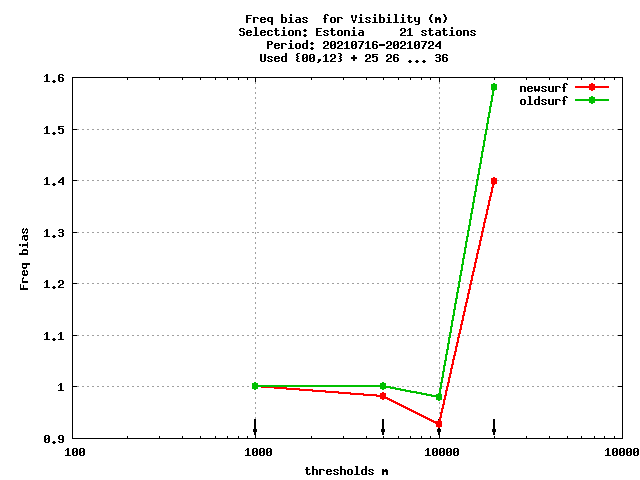 Freq bias  for Visibility (m)
Selection: Estonia     21 stations
Period: 20210716-20210724
Used {00,12} + 25 26 ... 36
newsurf
oldsurf
1.6
1.5
1.4
1.3
1.2
1.1
1
0.9
Freq bias
100
1000
10000
10000
thresholds m